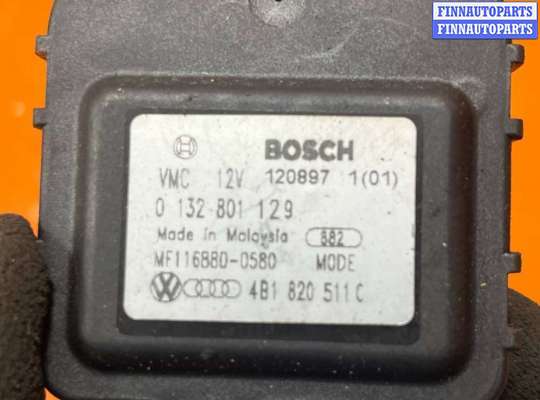 FINNAUTOPARTS
FINNAUTOPARTS
BOSCH
VMC 12V 120897 1(01)
0 132 801 129
Made in Malaysia 882
MF116880-0580 MODE
4B1 820 511 C